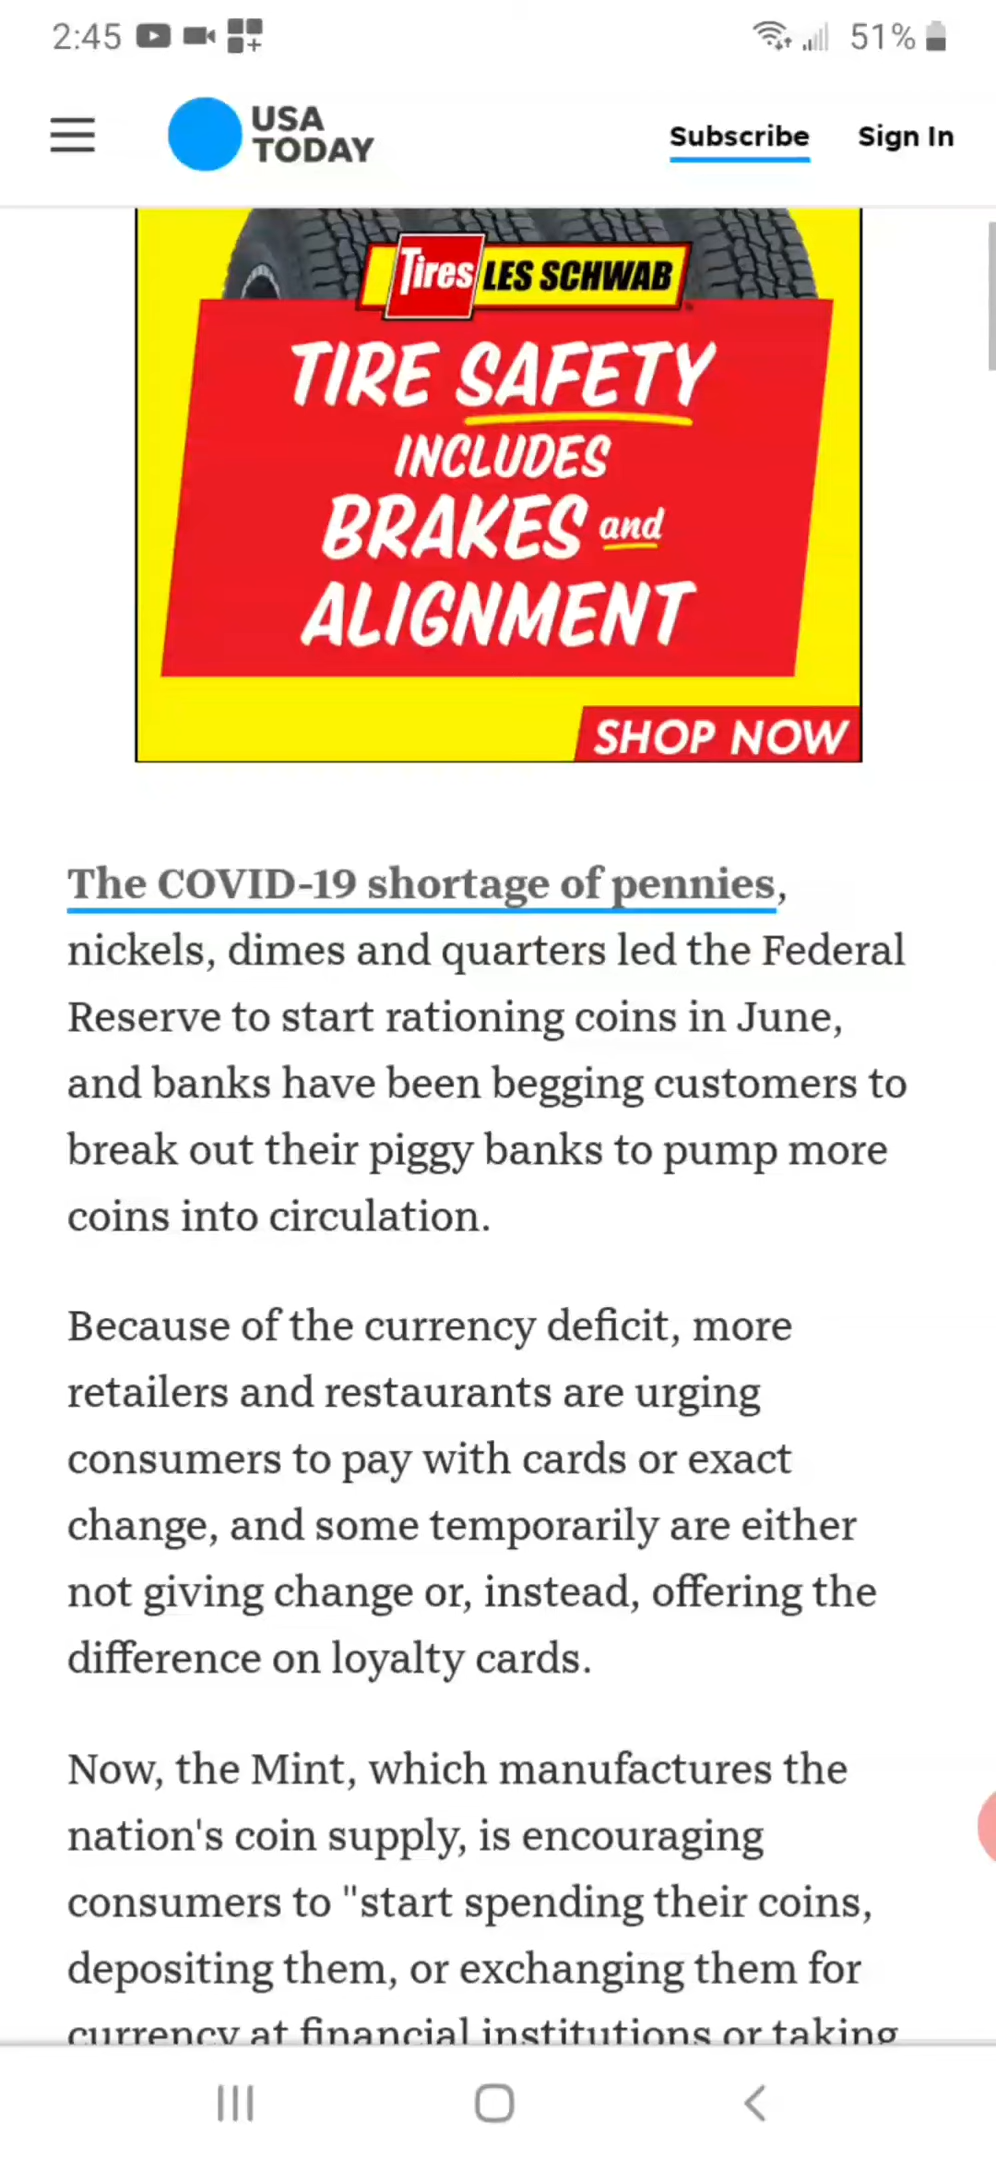 2:45
51%
USA
TODAY
Subscribe
Sign In
Tires LES SCHWAB
TIRE SAFETY
INCLUDES
BRAKES and
ALIGNMENT
SHOP NOW
The COVID-19 shortage of pennies,
nickels, dimes and quarters led the Federal
Reserve to start rationing coins in June,
and banks have been begging customers to
break out their piggy banks to pump more
coins into circulation.
Because of the currency deficit, more
retailers and restaurants are urging
consumers to pay with cards or exact
change, and some temporarily are either
not giving change or, instead, offering the
difference on loyalty cards.
Now, the Mint, which manufactures the
nation's coin supply, is encouraging
consumers to "start spending their coins,
depositing them, or exchanging them for
currency at financial institutions or taking